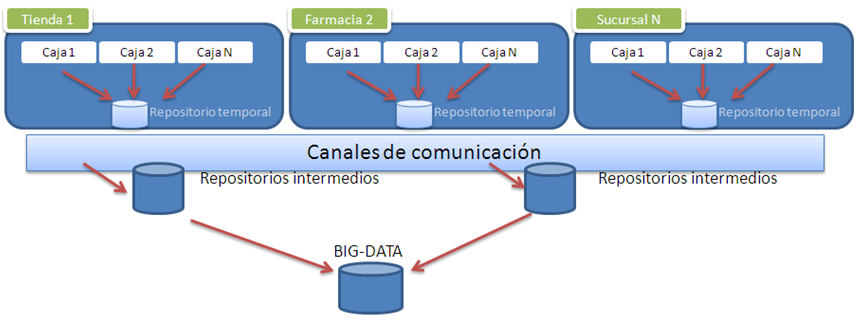 Tienda 1
Farmacia 2
Sucursal N
Caja 1 Caja 2 Caja N
Caja 1 Caja 2 Caja N
Caja 1 Caja 2 Caja N
Repositorio temporal
Repositorio temporal
Repositorio temporal
Canales de comunicación
Repositorios intermedios
Repositorios intermedios
BIG-DATA